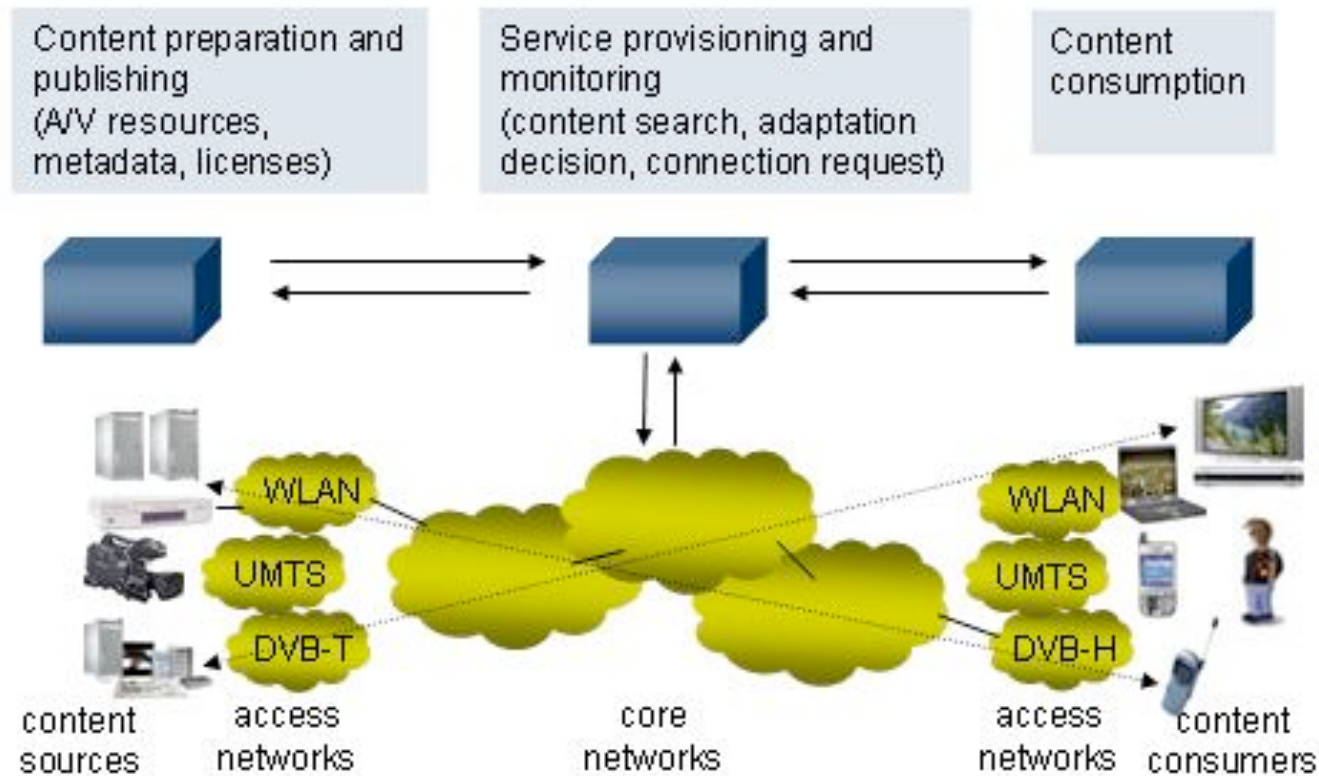 Content preparation and
publishing
(A/V resources,
metadata, licenses)
Service provisioning and
monitoring
(content search, adaptation
decision, connection request)
Content
consumption
WLAN
UMTS
DVB-T
WLAN
UMTS
DVB-H
content
sources
access
networks
core
networks
access
networks
content
consumers